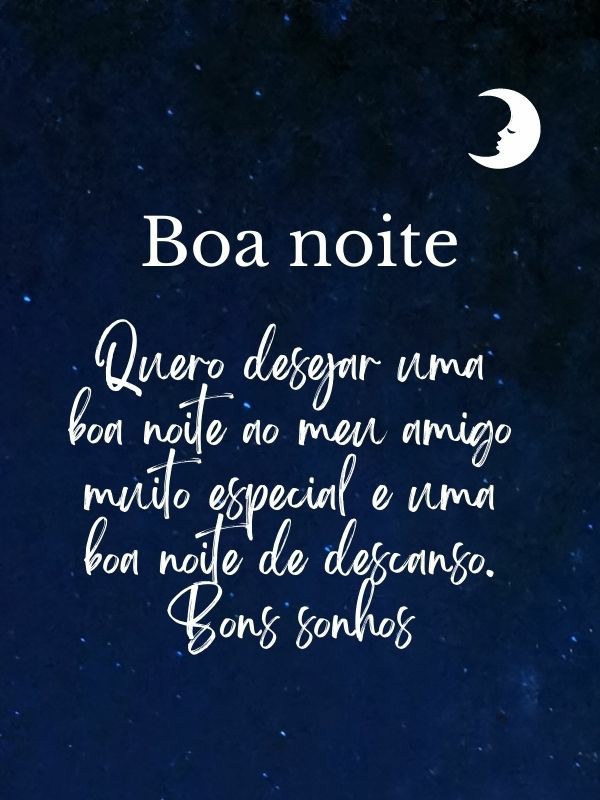 Boa noite
Quero desejar uma
boa noite ao meu amigo
muito especial e uma
boa noite de descanso.
Bons sonhos